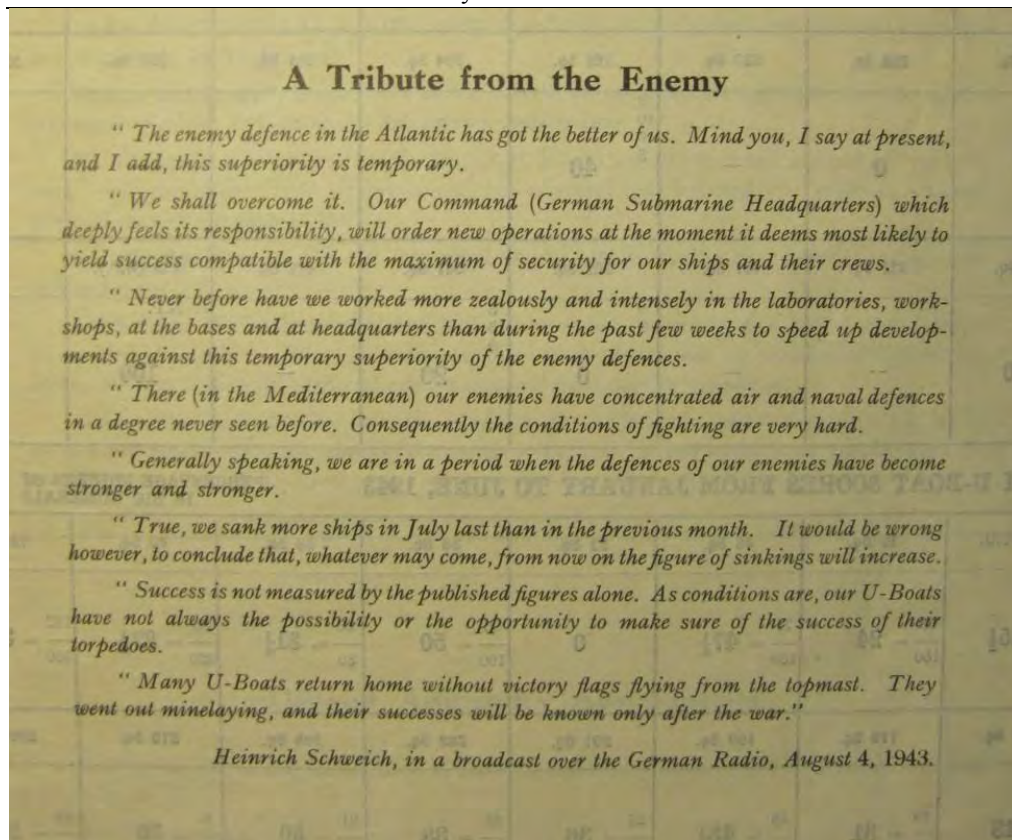 A Tribute from the Enemy
" The enemy defence in the Atlantic has got the better of us. Mind you, I say at present,
and I add, this superiority is temporary.
" We shall overcome it. Our Command (German Submarine Headquarters) which
deeply feels its responsibility, will order new operations at the moment it deems most likely to
yield success compatible with the maximum of security for our ships and their crews.
" Never before have we worked more zealously and intensely in the laboratories, work-
shops, at the bases and at headquarters than during the past few weeks to speed up develop-
ments against this temporary superiority of the enemy defences.
" There (in the Mediterranean) our enemies have concentrated air and naval defences
in a degree never seen before. Consequently the conditions of fighting are very hard.
" Generally speaking, we are in a period when the defences of our enemies have become
stronger and stronger.
" True, we sank more ships in July last than in the previous month. It would be wrong
however, to conclude that, whatever may come, from now on the figure of sinkings will increase.
" Success is not measured by the published figures alone. As conditions are, our U-Boats
have not always the possibility or the opportunity to make sure of the success of their
torpedoes.
" Many U-Boats return home without victory flags flying from the topmast. They
went out minelaying, and their successes will be known only after the war."
Heinrich Schweich, in a broadcast over the German Radio, August 4, 1943.